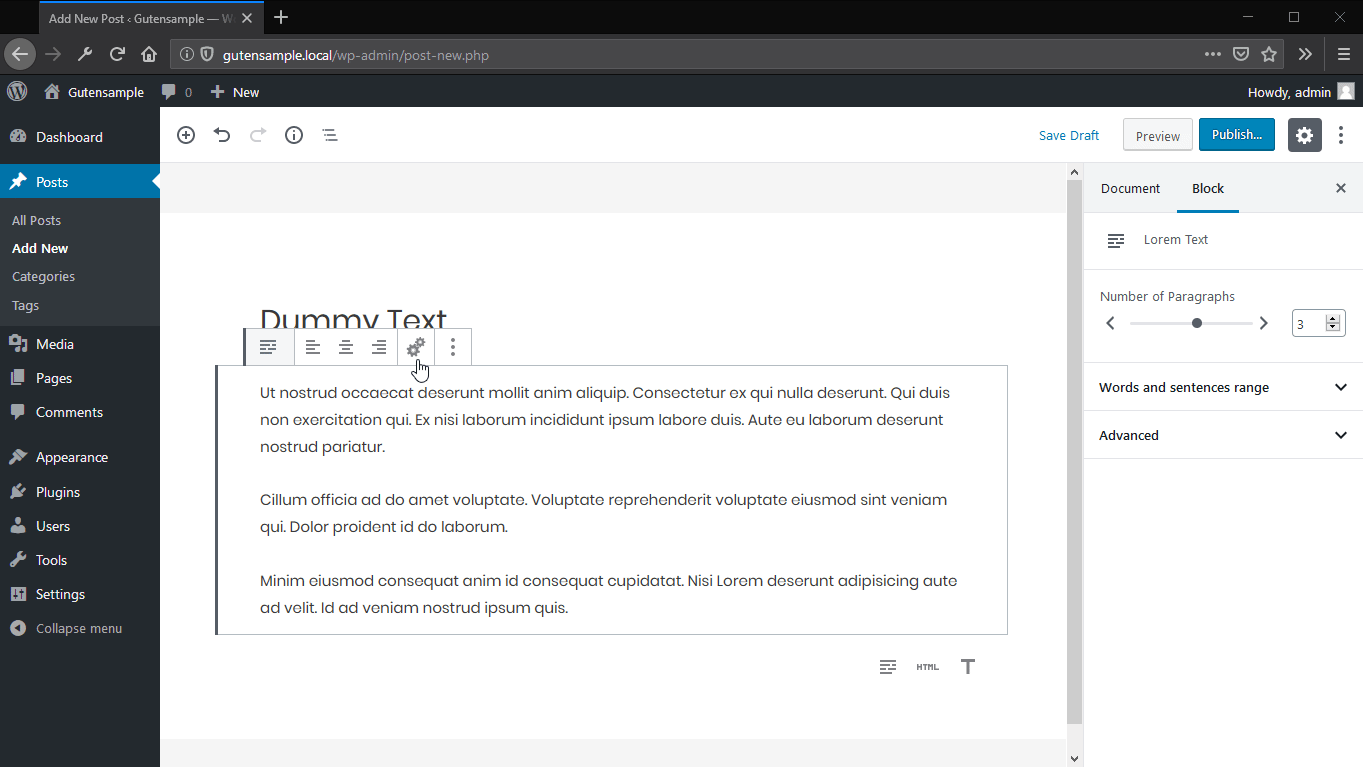 Add New Post ‹ Gutensample — W
gutensample.local/wp-admin/post-new.php
Gutensample
0
New
Howdy, admin
Dashboard
Posts
All Posts
Add New
Categories
Tags
Media
Pages
Comments
Appearance
Plugins
Users
Tools
Settings
Collapse menu
Save Draft
Preview
Publish...
Dummy Text
Ut nostrud occaecat deserunt mollit anim aliquip. Consectetur ex qui nulla deserunt. Qui duis
non exercitation qui. Ex nisi laborum incididunt ipsum labore duis. Aute eu laborum deserunt
nostrud pariatur.
Cillum officia ad do amet voluptate. Voluptate reprehenderit voluptate eiusmod sint veniam
qui. Dolor proident id do laborum.
Minim eiusmod consequat anim id consequat cupidatat. Nisi Lorem deserunt adipisicing aute
ad velit. Id ad veniam nostrud ipsum quis.
HTML
T
Document
Block
Lorem Text
Number of Paragraphs
3
Words and sentences range
Advanced